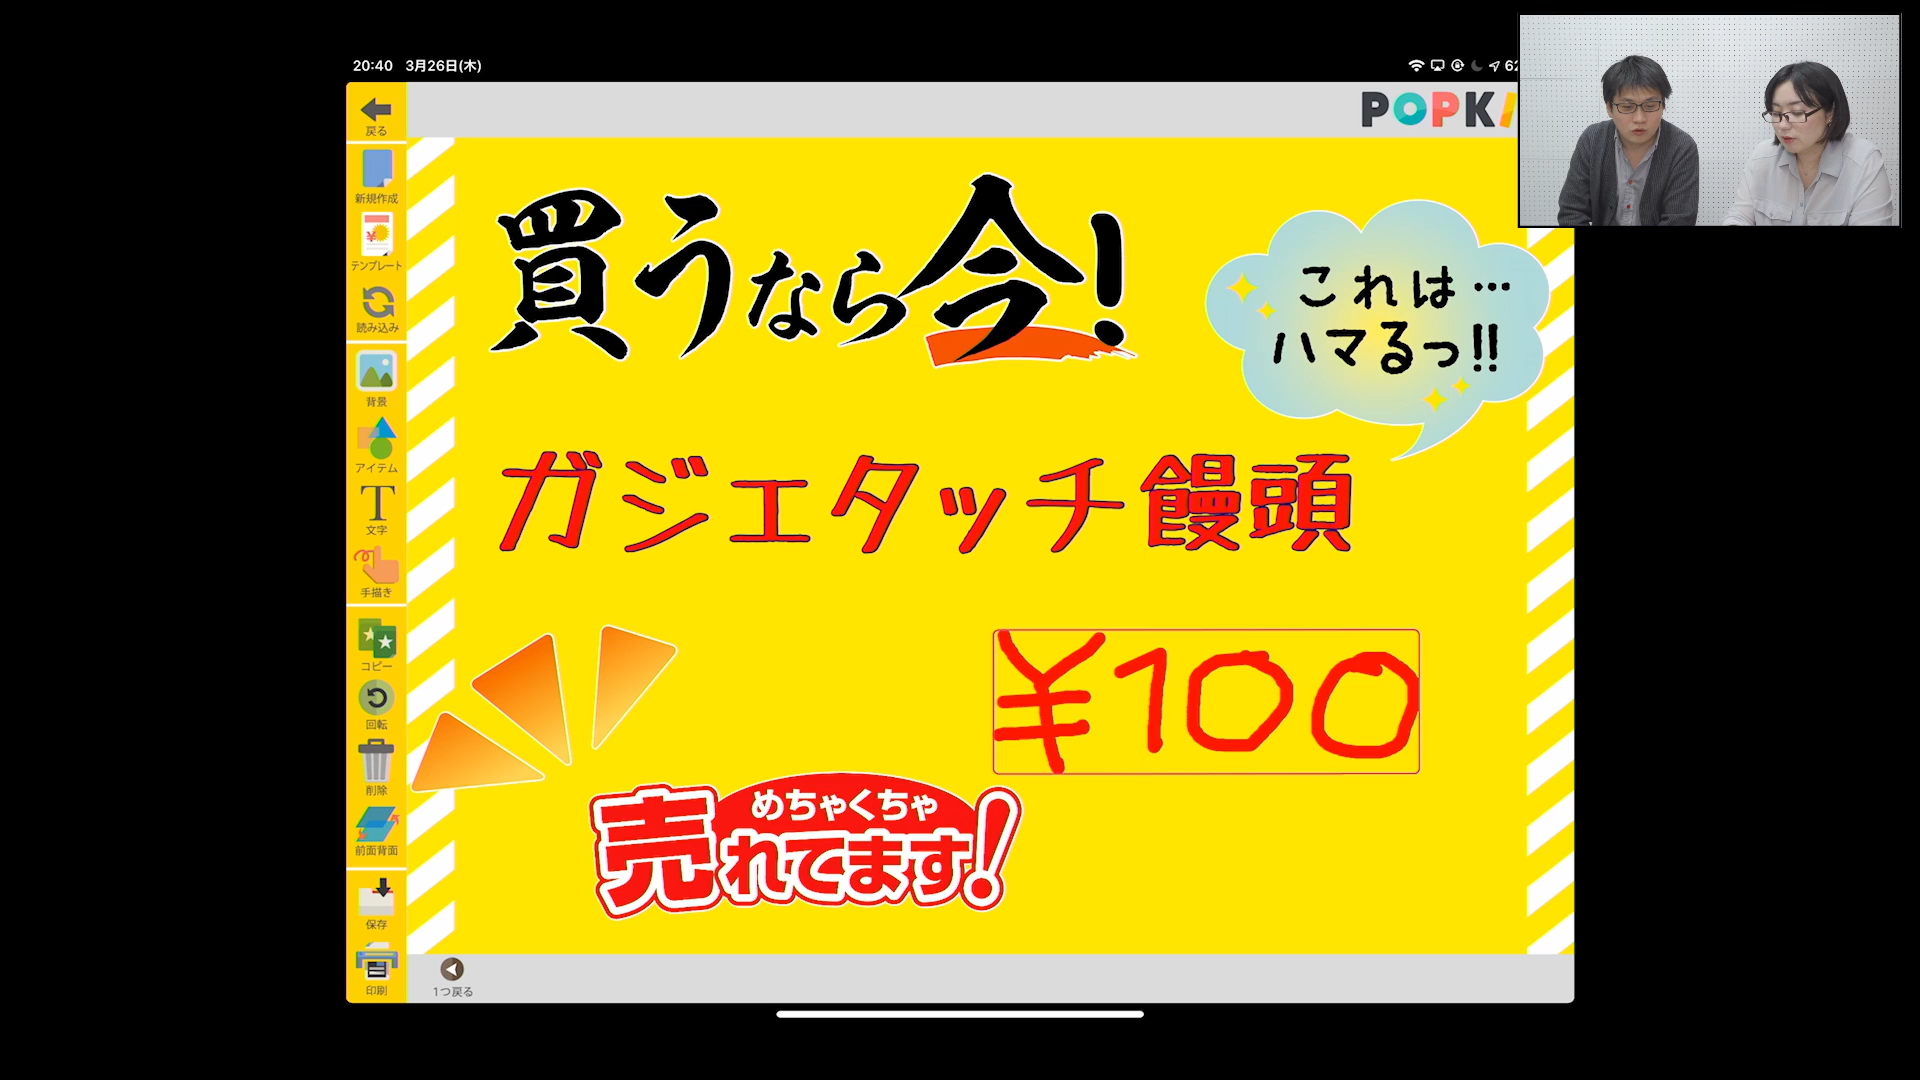 20:40 3月26日(木)
62
戻る
POPK
新規作成
テンプレート
読み込み
背景
アイテム
T
文字
手描き
コピー
回転
削除
前面背面
保存
印刷
買うなら今!
これは…
ハマるっ!!
ガジェタッチ饅頭
¥100
めちゃくちゃ
売れてます!
1つ戻る